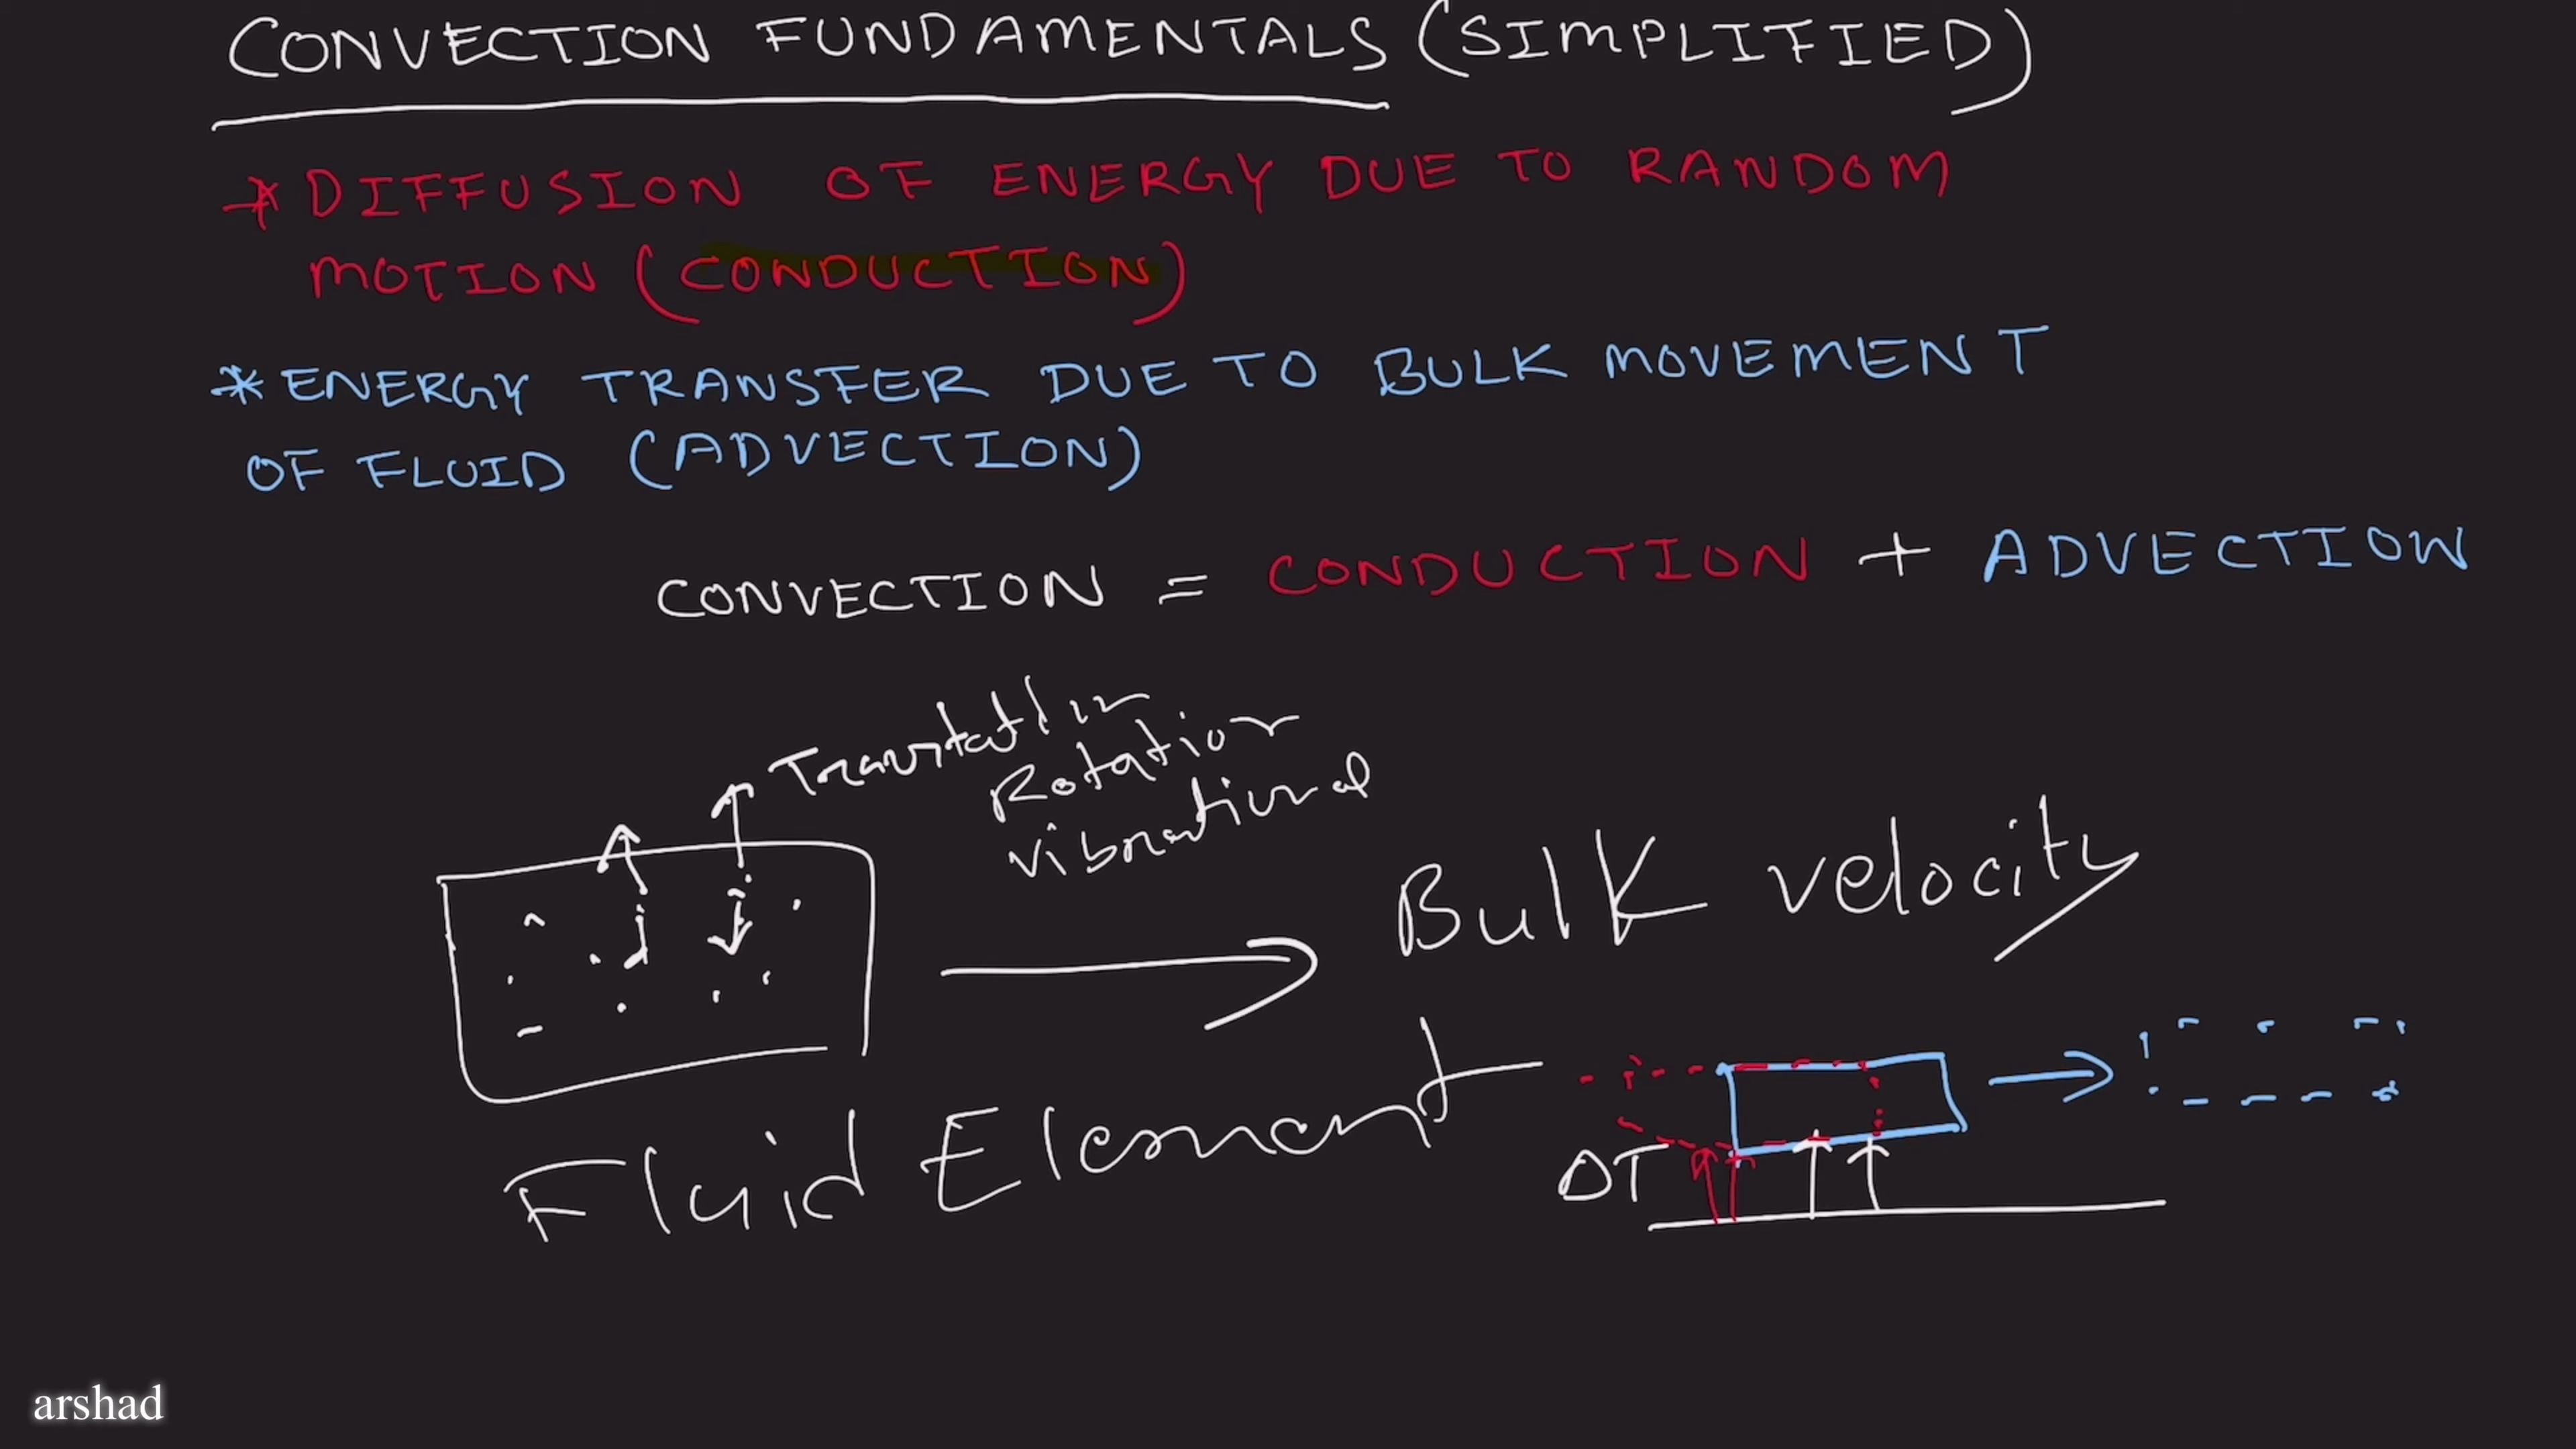 CONVECTION FUNDAMENTALS (SIMPLIFIED)
* DIFFUSION OF ENERGY DUE TO RANDOM
MOTION (CONDUCTION)
* ENERGY TRANSFER DUE TO BULK MOVEMENT
OF FLUID (ADVECTION)
CONVECTION = CONDUCTION + ADVECTION
Rotation
vibrational
Bulk velocity
Fluid Element
ΔT
arshad